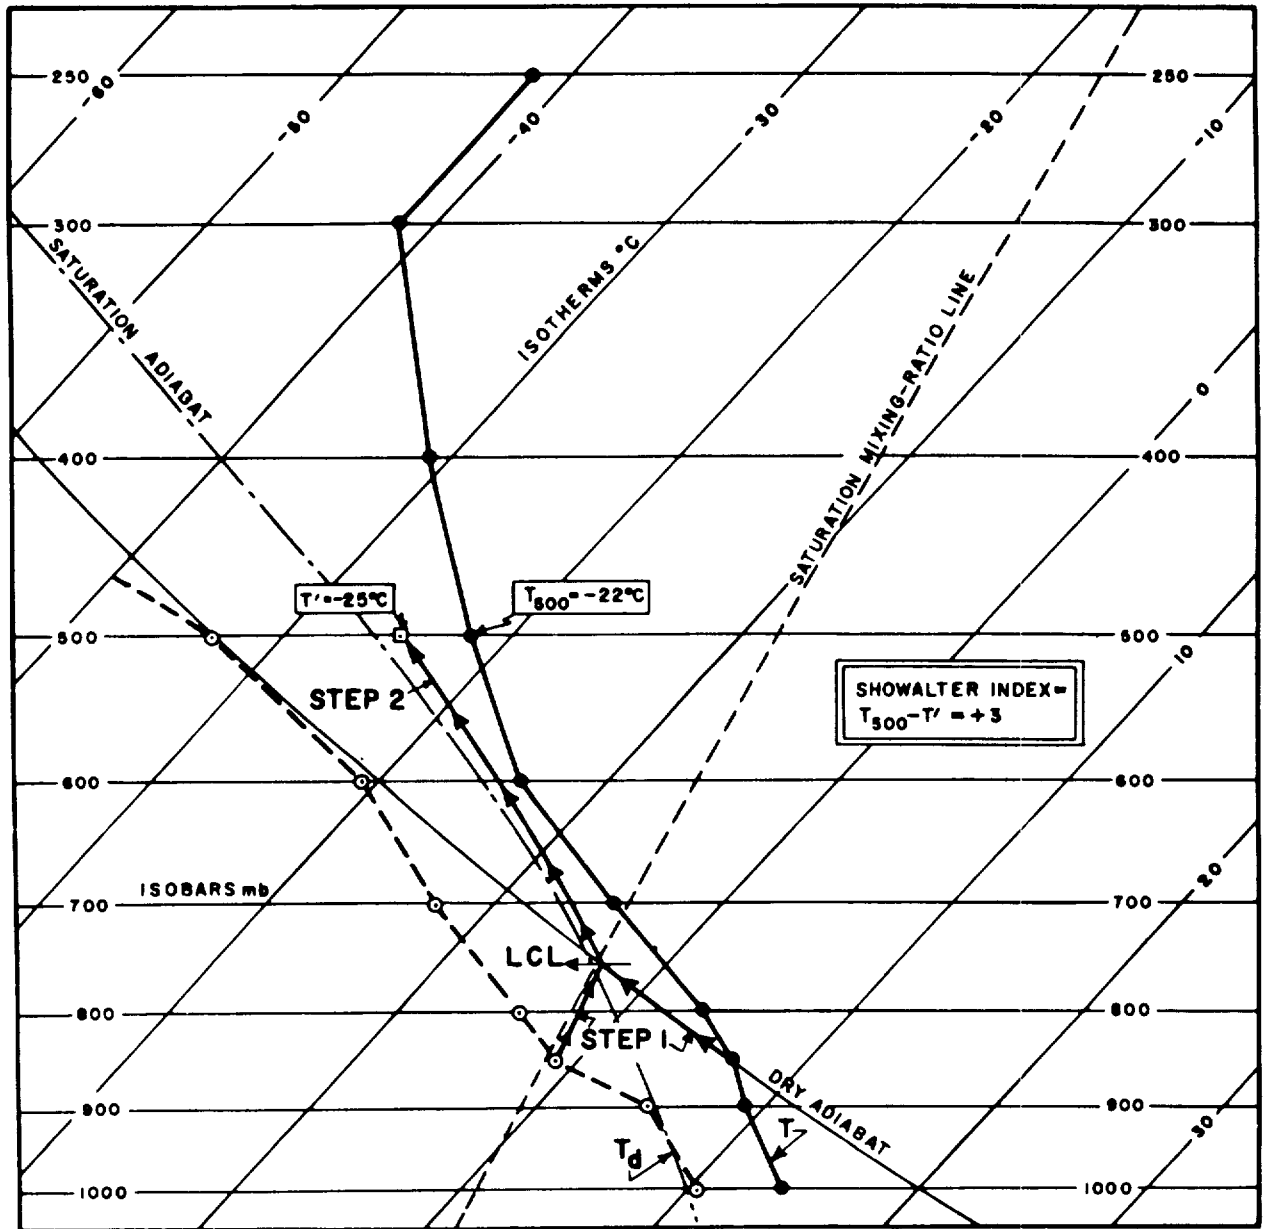 250
250
-60
-50
-40
-30
-20
-10
300
300
SATURATION ADIABAT
ISOTHERMS °C
SATURATION MIXING-RATIO LINE
0
400
400
T'=-25°C
T500=-22°C
500
500
10
STEP 2
SHOWALTER INDEX=
T500-T' = +3
600
600
ISOBARS mb
20
700
700
LCL
800
800
STEP 1
DRY ADIABAT
900
900
T
Td
30
1000
1000